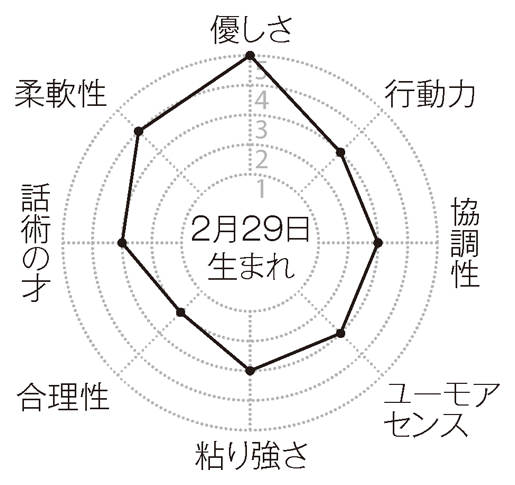 優しさ
行動力
協調性
ユーモア
センス
粘り強さ
合理性
話術の才
柔軟性
5
4
3
2
1
2月29日
生まれ